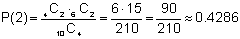 P(2) = ₄C₂·₆C₂ / ₁₀C₄ = 6·15 / 210 = 90 / 210 ≈ 0.4286